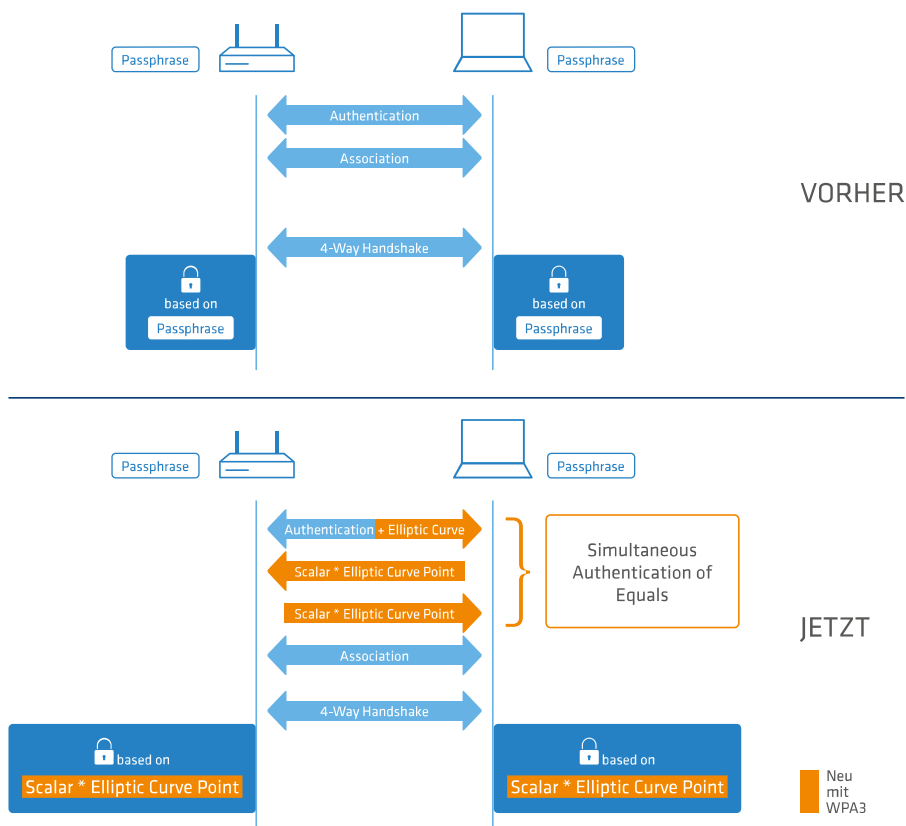 Passphrase
Passphrase
Authentication
Association
VORHER
4-Way Handshake
based on
Passphrase
based on
Passphrase
Passphrase
Passphrase
Authentication + Elliptic Curve
Scalar * Elliptic Curve Point
Scalar * Elliptic Curve Point
Simultaneous
Authentication of
Equals
JETZT
Association
4-Way Handshake
based on
Scalar * Elliptic Curve Point
based on
Scalar * Elliptic Curve Point
Neu
mit
WPA3